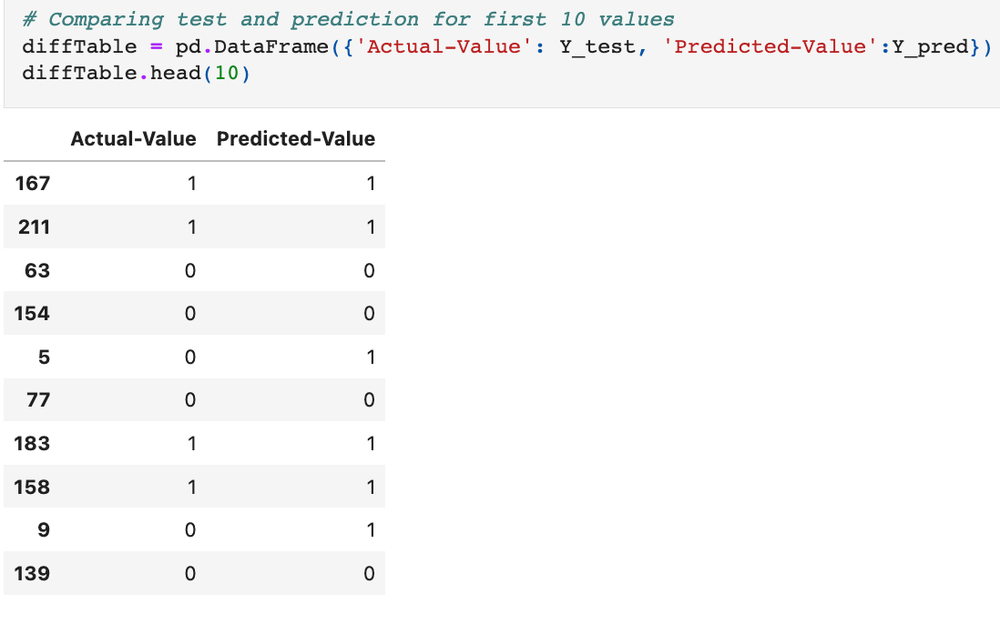 # Comparing test and prediction for first 10 values
diffTable = pd.DataFrame({'Actual-Value': Y_test, 'Predicted-Value':Y_pred})
diffTable.head(10)
Actual-Value Predicted-Value
167 1 1
211 1 1
63 0 0
154 0 0
5 0 1
77 0 0
183 1 1
158 1 1
9 0 1
139 0 0